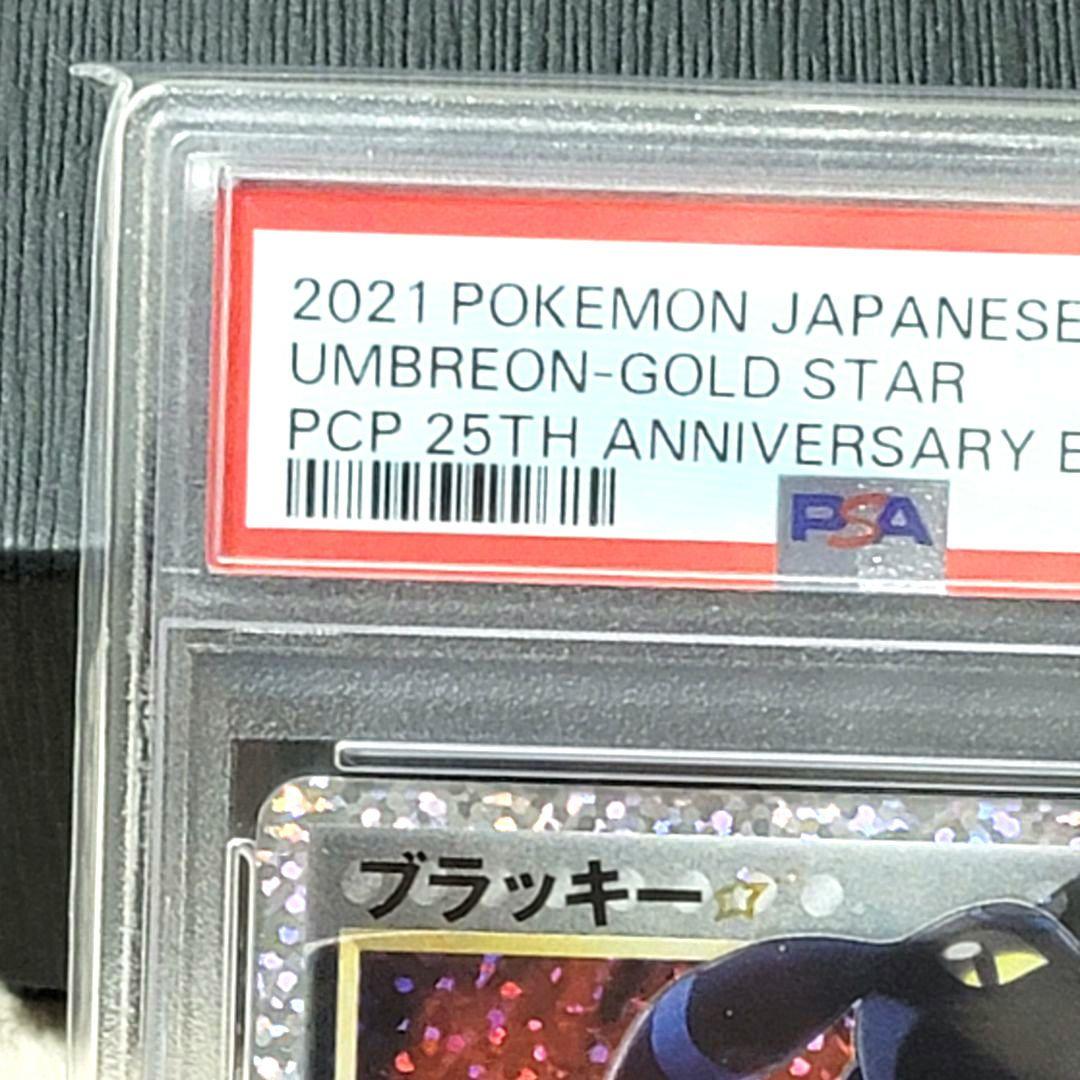 2021 POKEMON JAPANESE
UMBREON-GOLD STAR
PCP 25TH ANNIVERSARY E
PSA
ブラッキー☆